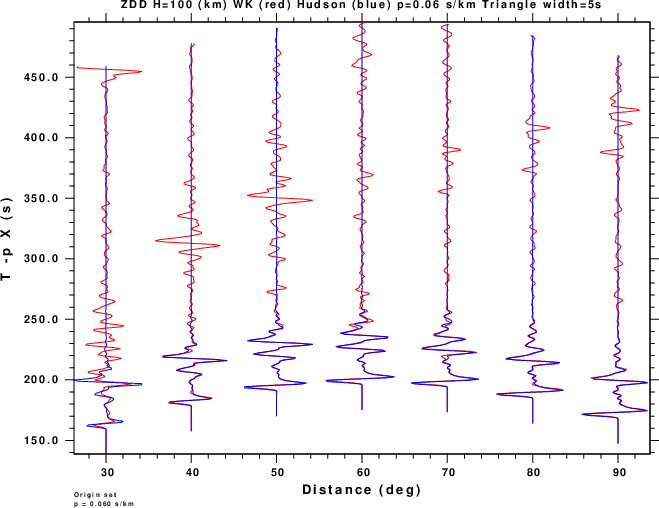 ZDD H=100 (km) WK (red) Hudson (blue) p=0.06 s/km Triangle width=5s
T -p X (s)
450.0
400.0
350.0
300.0
250.0
200.0
150.0
30 40 50 60 70 80 90
Distance (deg)
Origin set
p = 0.060 s/km